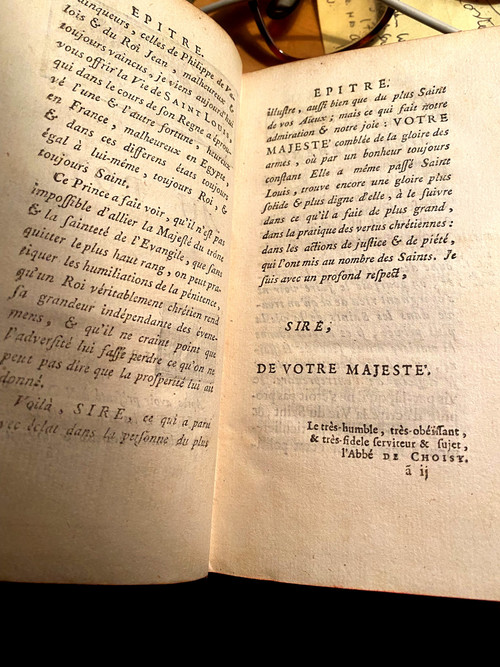 EPITRE.
vainqueurs, celles de Philippe de Va-
lois & du Roi Jean, malheureux &
toujours vaincus, je viens aujourd'hui
vous offrir la Vie de SAINT LOUIS,
qui dans le cours de son Regne a éprou-
vé l'une & l'autre fortune, heureux
en France, malheureux en Egypte,
& dans ces differens états toujours
égal à lui-même, toujours Roi, &
toujours Saint.
Ce Prince a fait voir, qu'il n'est pas
impossible d'allier la Majesté du trône
& la sainteté de l'Evangile, que sans
quitter le plus haut rang, on peut pra-
tiquer les humiliations de la pénitence,
qu'un Roi véritablement chrétien rend
sa grandeur indépendante des évene-
mens, & qu'il ne craint point que
l'adversité lui fasse perdre ce qu'on ne
peut pas dire que la prosperité lui ait
donné.
Voilà, SIRE, ce qui a paru
avec éclat dans la personne du plus
EPITRE.
illustre, aussi bien que du plus Saint
de vos Aïeux; mais ce qui fait notre
admiration & notre joie: VOTRE
MAJESTE' comblée de la gloire des
armes, où par un bonheur toujours
constant Elle a même passé Saint
Louis, trouve encore une gloire plus
solide & plus digne d'elle, à le suivre
dans ce qu'il a fait de plus grand,
dans la pratique des vertus chrétiennes:
dans les actions de justice & de piété,
qui l'ont mis au nombre des Saints. Je
suis avec un profond respect,
SIRE,
DE VOTRE MAJESTE'.
Le très-humble, très-obéissant,
& très-fidele serviteur & sujet,
l'Abbé DE CHOISY.
ā ij